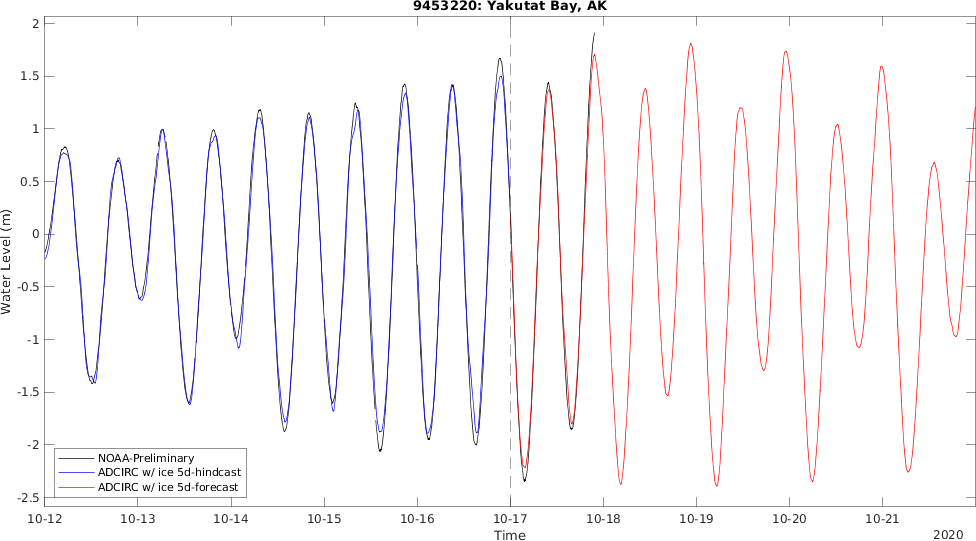 9453220: Yakutat Bay, AK
Water Level (m)
2
1.5
1
0.5
0
-0.5
-1
-1.5
-2
-2.5
NOAA-Preliminary
ADCIRC w/ ice 5d-hindcast
ADCIRC w/ ice 5d-forecast
10-12 10-13 10-14 10-15 10-16 10-17 10-18 10-19 10-20 10-21
Time
2020